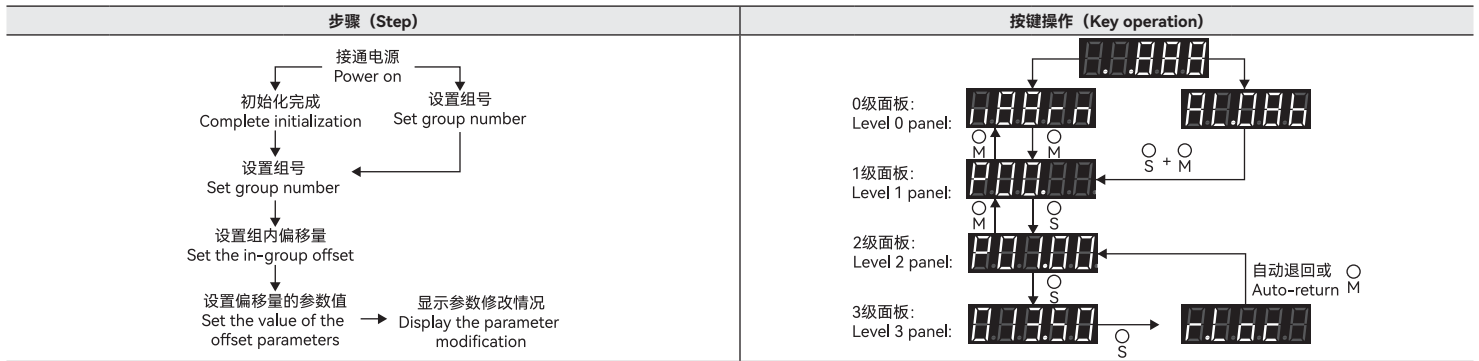 步骤（Step）
按键操作（Key operation）
接通电源
Power on
初始化完成
Complete initialization
设置组号
Set group number
设置组号
Set group number
设置组内偏移量
Set the in-group offset
设置偏移量的参数值
Set the value of the
offset parameters
显示参数修改情况
Display the parameter
modification
0级面板：
Level 0 panel:
M
M
S + M
1级面板：
Level 1 panel:
P00.
M
S
2级面板：
Level 2 panel:
自动退回或
Auto-return M
S
3级面板：
Level 3 panel:
S